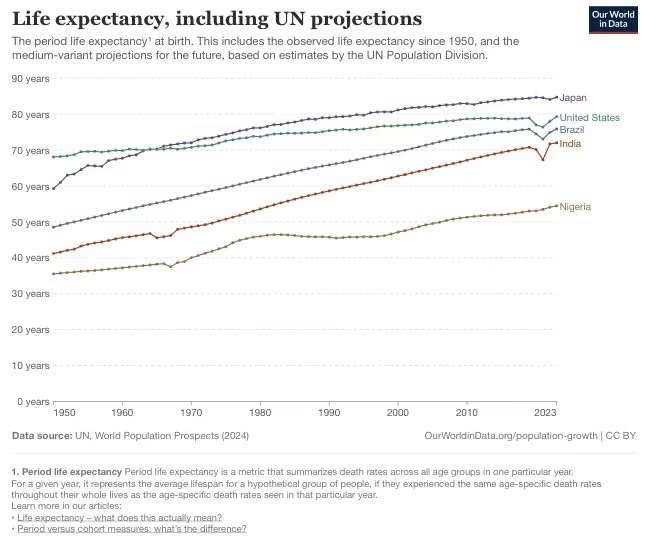 Life expectancy, including UN projections
Our World
in Data
The period life expectancy¹ at birth. This includes the observed life expectancy since 1950, and the
medium-variant projections for the future, based on estimates by the UN Population Division.
90 years
80 years
70 years
60 years
50 years
40 years
30 years
20 years
10 years
0 years
Japan
United States
Brazil
India
Nigeria
1950 1960 1970 1980 1990 2000 2010 2023
Data source: UN, World Population Prospects (2024)
OurWorldinData.org/population-growth | CC BY
1. Period life expectancy Period life expectancy is a metric that summarizes death rates across all age groups in one particular year.
For a given year, it represents the average lifespan for a hypothetical group of people, if they experienced the same age-specific death rates
throughout their whole lives as the age-specific death rates seen in that particular year.
Learn more in our articles:
• Life expectancy – what does this actually mean?
• Period versus cohort measures: what's the difference?